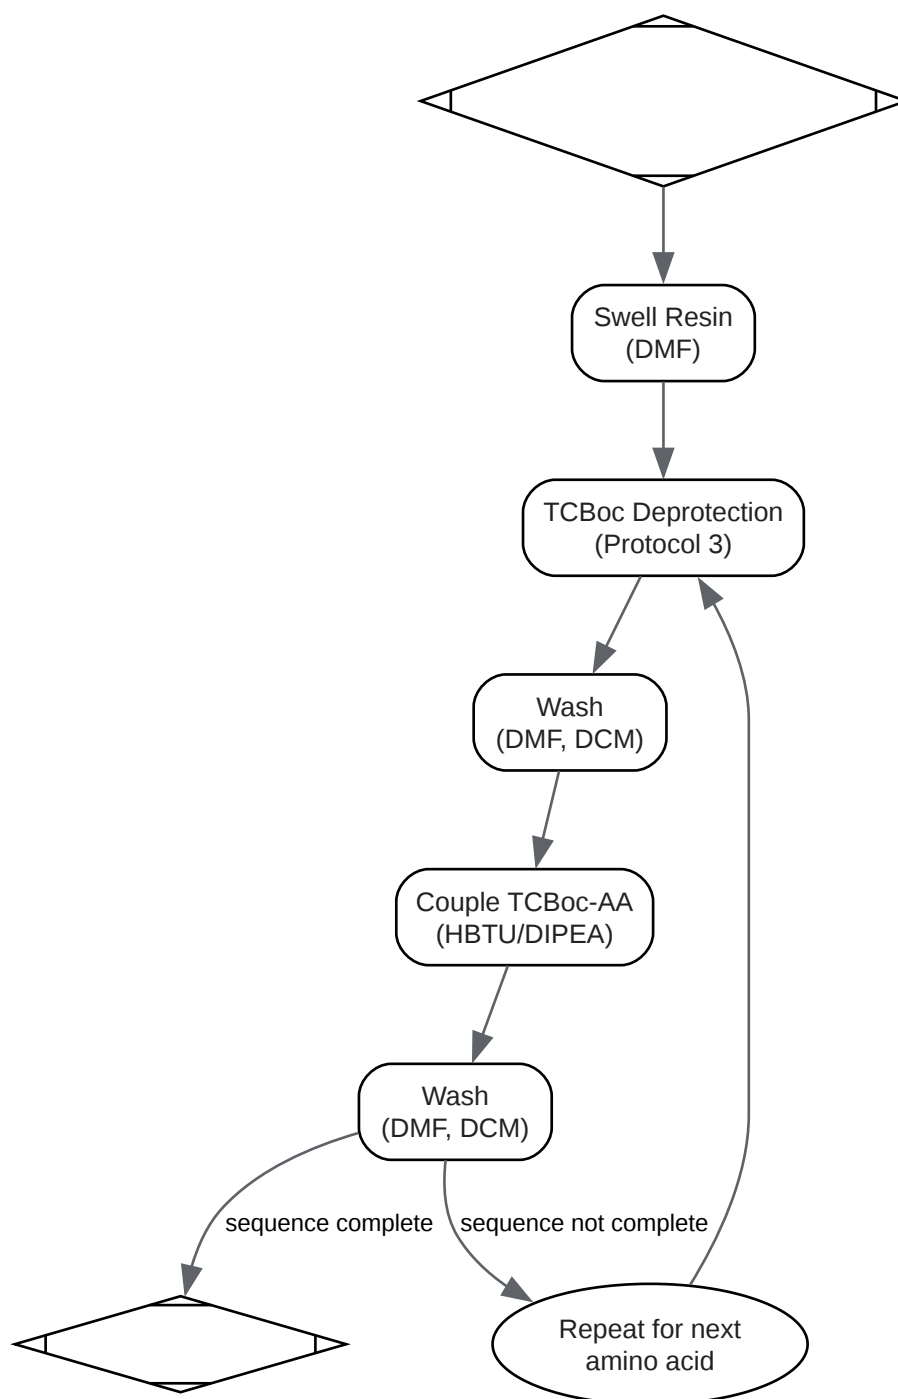 Swell Resin
(DMF)
TCBoc Deprotection
(Protocol 3)
Wash
(DMF, DCM)
Couple TCBoc-AA
(HBTU/DIPEA)
Wash
(DMF, DCM)
sequence complete
sequence not complete
Repeat for next
amino acid